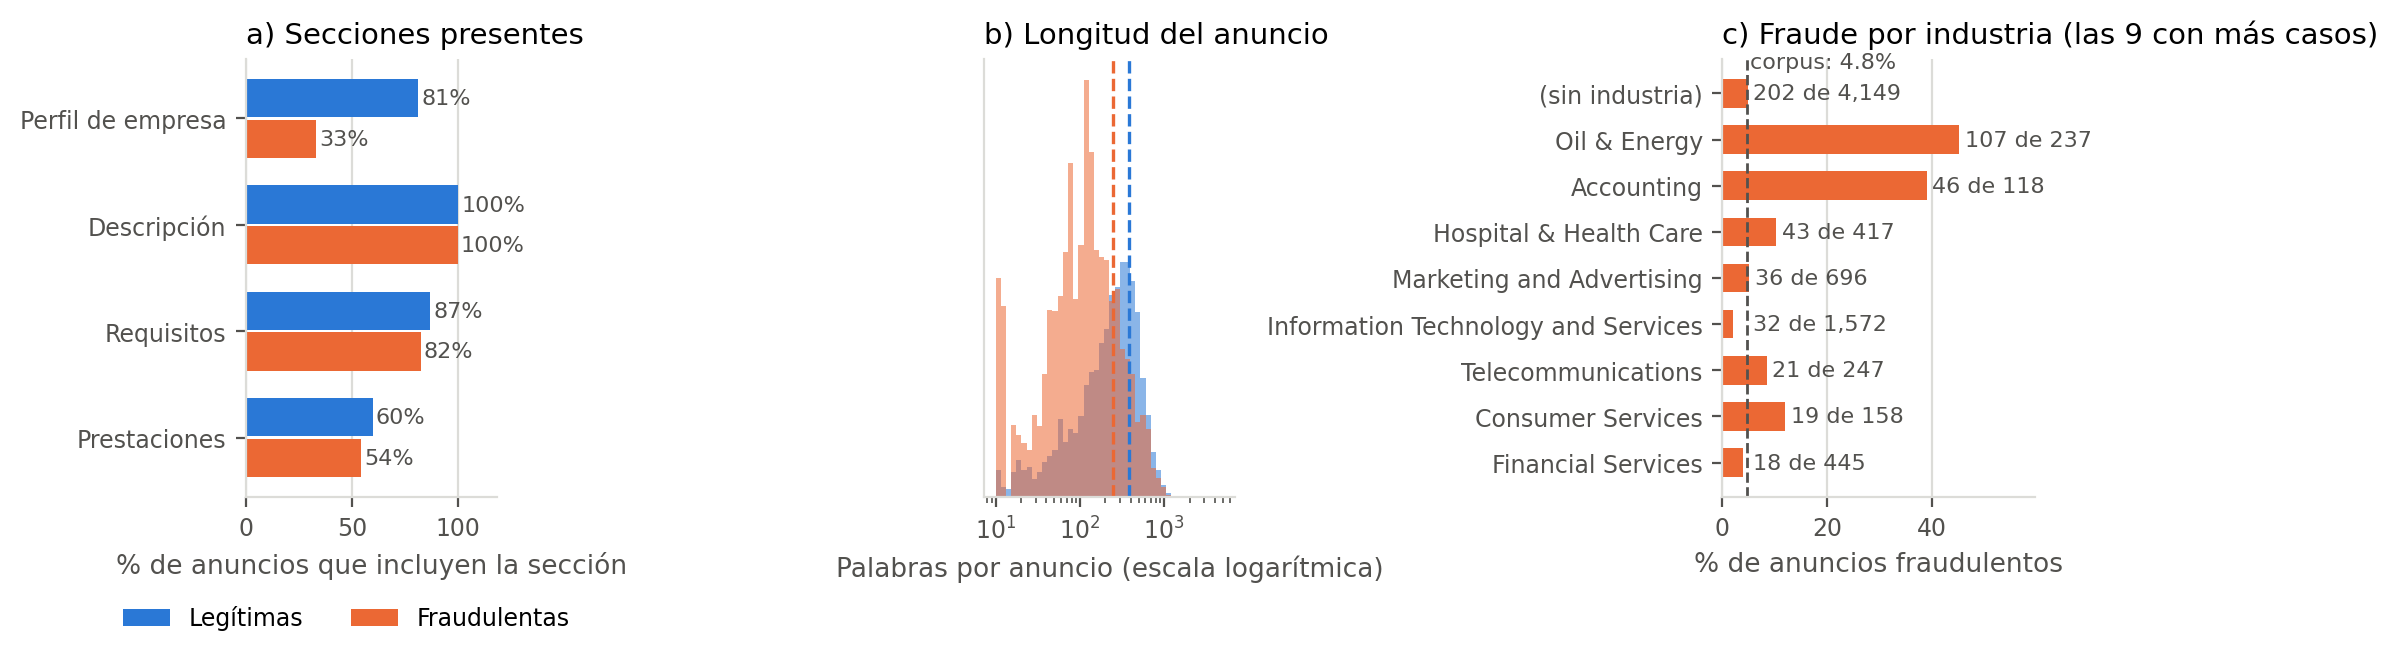 a) Secciones presentes
Perfil de empresa
81%
33%
Descripción
100%
100%
Requisitos
87%
82%
Prestaciones
60%
54%
0
50
100
% de anuncios que incluyen la sección
Legítimas
Fraudulentas
b) Longitud del anuncio
10¹
10²
10³
Palabras por anuncio (escala logarítmica)
c) Fraude por industria (las 9 con más casos)
corpus: 4.8%
(sin industria)
202 de 4,149
Oil & Energy
107 de 237
Accounting
46 de 118
Hospital & Health Care
43 de 417
Marketing and Advertising
36 de 696
Information Technology and Services
32 de 1,572
Telecommunications
21 de 247
Consumer Services
19 de 158
Financial Services
18 de 445
0
20
40
% de anuncios fraudulentos